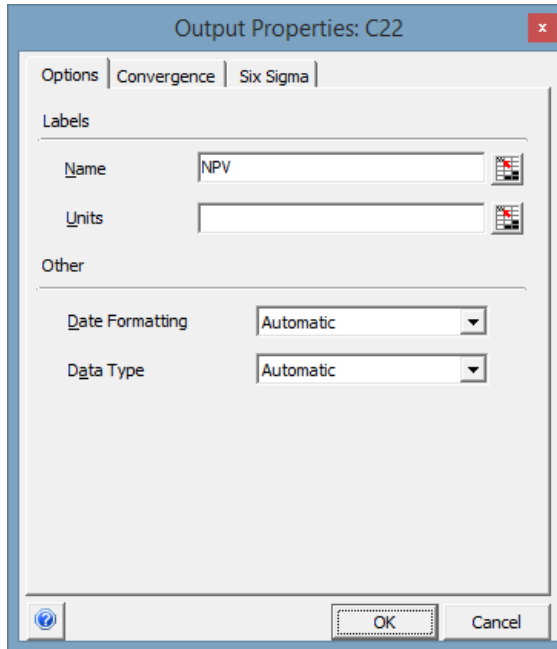 Output Properties: C22
x
Options Convergence Six Sigma
Labels
Name NPV
Units
Other
Date Formatting Automatic
Data Type Automatic
? OK Cancel